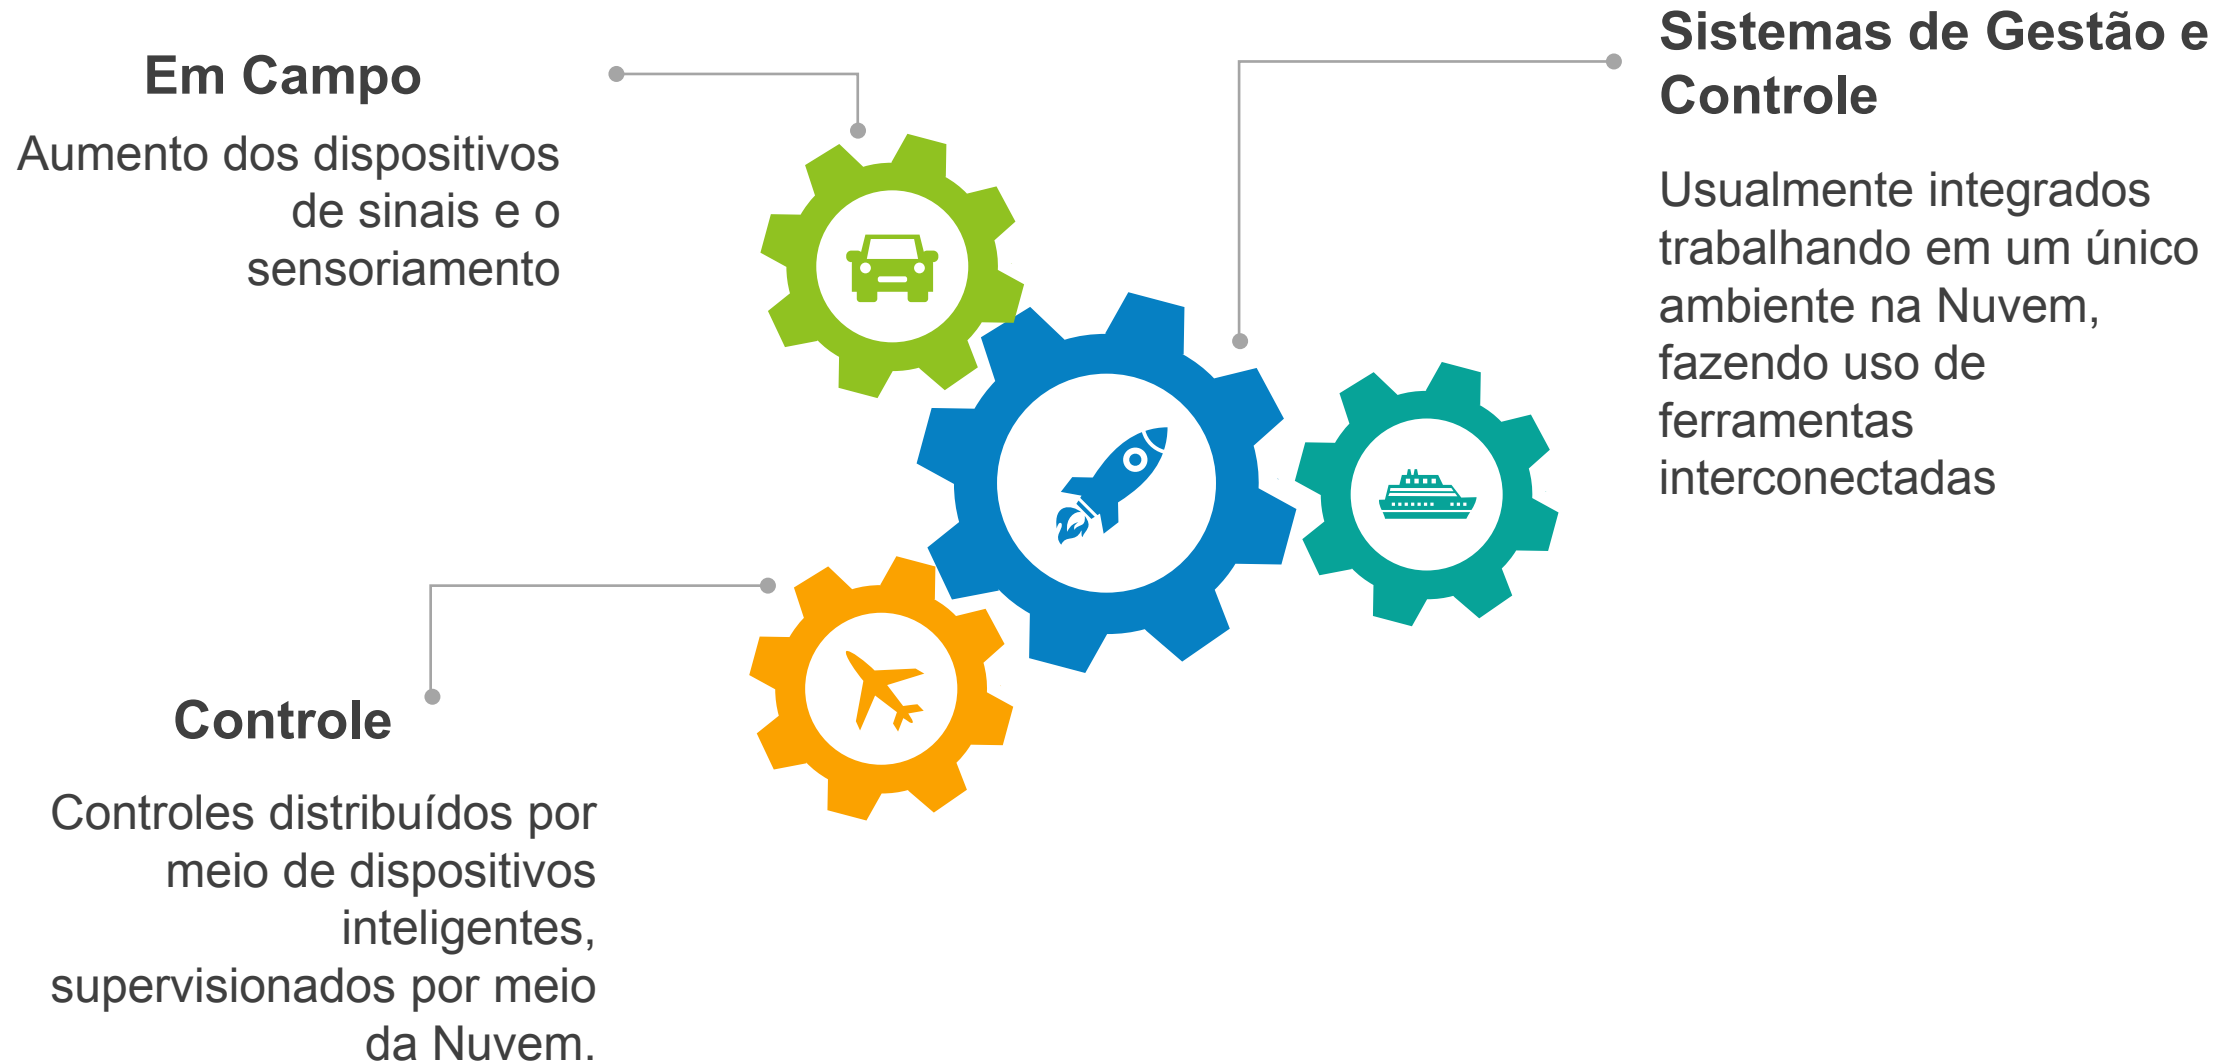 Em Campo
Aumento dos dispositivos
de sinais e o
sensoriamento
Sistemas de Gestão e
Controle
Usualmente integrados
trabalhando em um único
ambiente na Nuvem,
fazendo uso de
ferramentas
interconectadas
Controle
Controles distribuídos por
meio de dispositivos
inteligentes,
supervisionados por meio
da Nuvem.